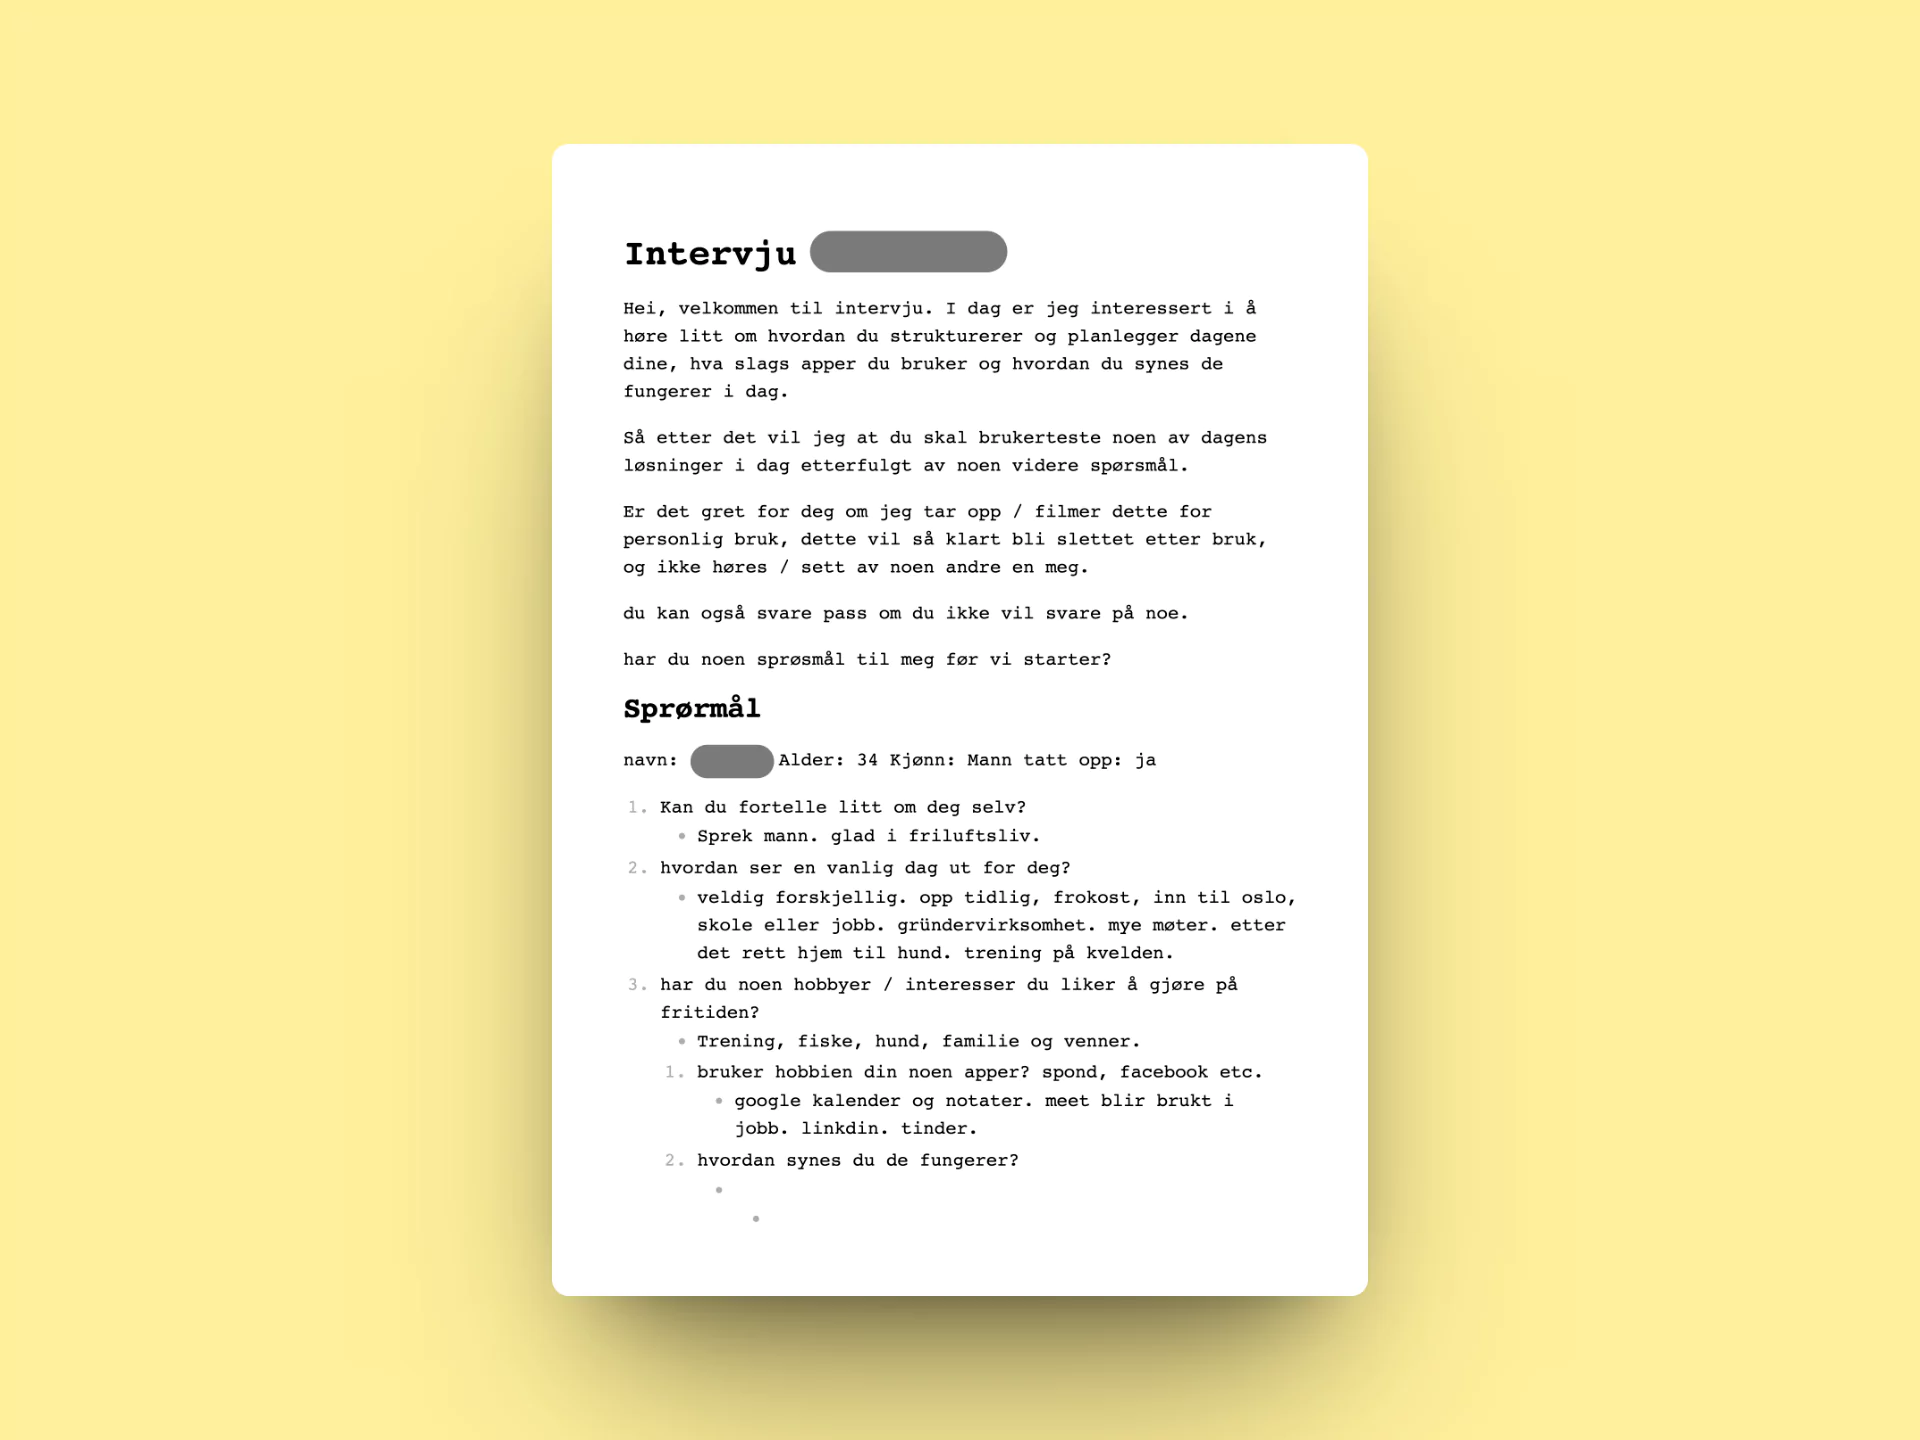 Intervju
Hei, velkommen til intervju. I dag er jeg interessert i å
høre litt om hvordan du strukturerer og planlegger dagene
dine, hva slags apper du bruker og hvordan du synes de
fungerer i dag.
Så etter det vil jeg at du skal brukerteste noen av dagens
løsninger i dag etterfulgt av noen videre spørsmål.
Er det gret for deg om jeg tar opp / filmer dette for
personlig bruk, dette vil så klart bli slettet etter bruk,
og ikke høres / sett av noen andre en meg.
du kan også svare pass om du ikke vil svare på noe.
har du noen sprøsmål til meg før vi starter?
Sprørmål
navn: Alder: 34 Kjønn: Mann tatt opp: ja
1. Kan du fortelle litt om deg selv?
• Sprek mann. glad i friluftsliv.
2. hvordan ser en vanlig dag ut for deg?
• veldig forskjellig. opp tidlig, frokost, inn til oslo,
skole eller jobb. gründervirksomhet. mye møter. etter
det rett hjem til hund. trening på kvelden.
3. har du noen hobbyer / interesser du liker å gjøre på
fritiden?
• Trening, fiske, hund, familie og venner.
1. bruker hobbien din noen apper? spond, facebook etc.
• google kalender og notater. meet blir brukt i
jobb. linkdin. tinder.
2. hvordan synes du de fungerer?